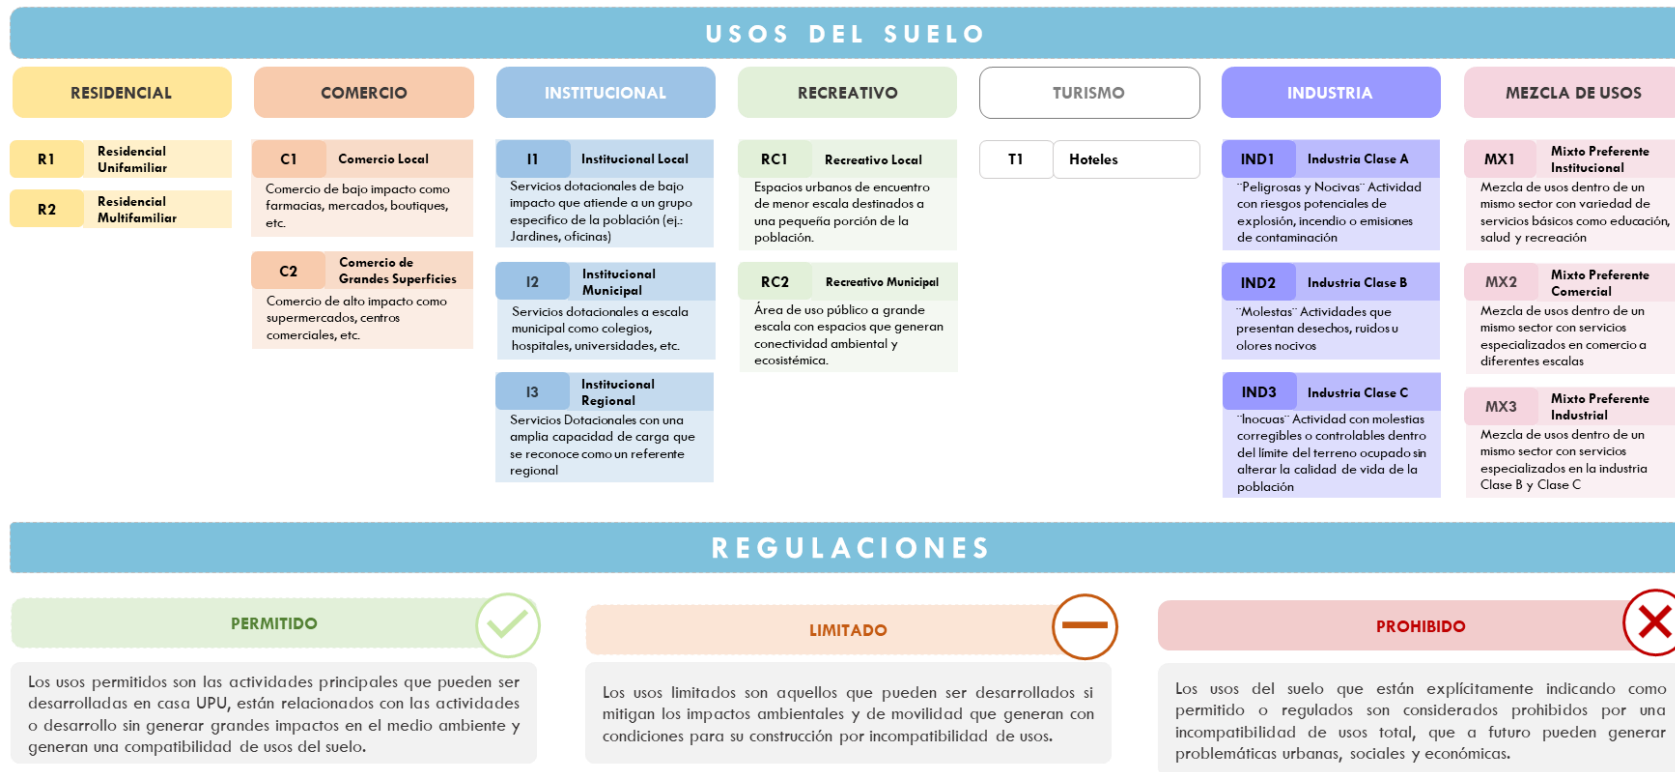 USOS DEL SUELO
RESIDENCIAL
R1
Residencial
Unifamiliar
R2
Residencial
Multifamiliar
COMERCIO
C1
Comercio Local
Comercio de bajo impacto como
farmacias, mercados, boutiques,
etc.
C2
Comercio de
Grandes Superficies
Comercio de alto impacto como
supermercados, centros
comerciales, etc.
INSTITUCIONAL
I1
Institucional Local
Servicios dotacionales de bajo
impacto que atiende a un grupo
especifico de la población (ej.:
Jardines, oficinas)
I2
Institucional
Municipal
Servicios dotacionales a escala
municipal como colegios,
hospitales, universidades, etc.
I3
Institucional
Regional
Servicios Dotacionales con una
amplia capacidad de carga que
se reconoce como un referente
regional
RECREATIVO
RC1
Recreativo Local
Espacios urbanos de encuentro
de menor escala destinados a
una pequeña porción de la
población.
RC2
Recreativo Municipal
Área de uso público a grande
escala con espacios que generan
conectividad ambiental y
ecosistémica.
TURISMO
T1
Hoteles
INDUSTRIA
IND1
Industria Clase A
¨Peligrosas y Nocivas¨ Actividad
con riesgos potenciales de
explosión, incendio o emisiones
de contaminación
IND2
Industria Clase B
¨Molestas¨ Actividades que
presentan desechos, ruidos u
olores nocivos
IND3
Industria Clase C
¨Inocuas¨ Actividad con molestias
corregibles o controlables dentro
del límite del terreno ocupado sin
alterar la calidad de vida de la
población
MEZCLA DE USOS
MX1
Mixto Preferente
Institucional
Mezcla de usos dentro de un
mismo sector con variedad de
servicios básicos como educación,
salud y recreación
MX2
Mixto Preferente
Comercial
Mezcla de usos dentro de un
mismo sector con servicios
especializados en comercio a
diferentes escalas
MX3
Mixto Preferente
Industrial
Mezcla de usos dentro de un
mismo sector con servicios
especializados en la industria
Clase B y Clase C
REGULACIONES
PERMITIDO
Los usos permitidos son las actividades principales que pueden ser
desarrolladas en casa UPU, están relacionados con las actividades
o desarrollo sin generar grandes impactos en el medio ambiente y
generan una compatibilidad de usos del suelo.
LIMITADO
Los usos limitados son aquellos que pueden ser desarrollados si
mitigan los impactos ambientales y de movilidad que generan con
condiciones para su construcción por incompatibilidad de usos.
PROHIBIDO
Los usos del suelo que están explícitamente indicando como
permitido o regulados son considerados prohibidos por una
incompatibilidad de usos total, que a futuro pueden generar
problemáticas urbanas, sociales y económicas.